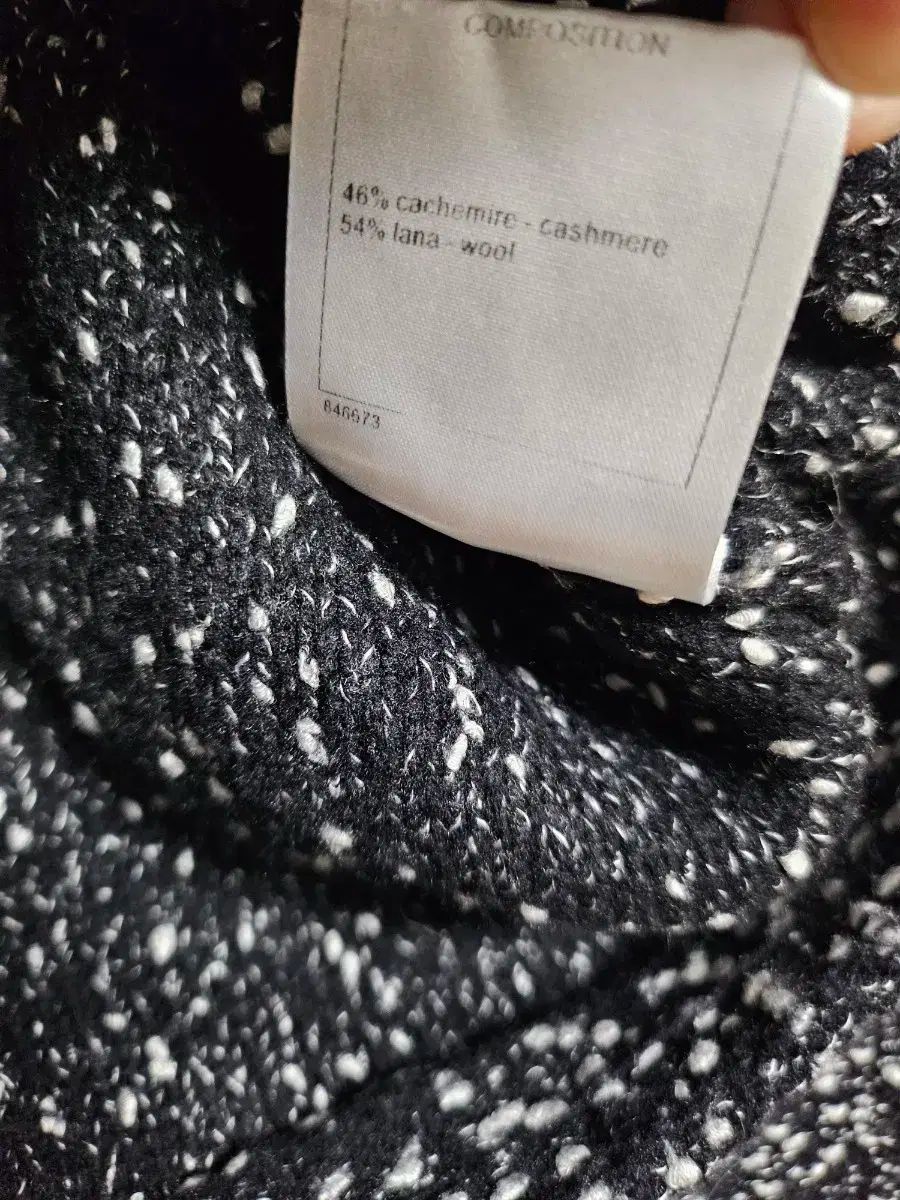 COMPOSITION
46% cachemire - cashmere
54% lana - wool
846673